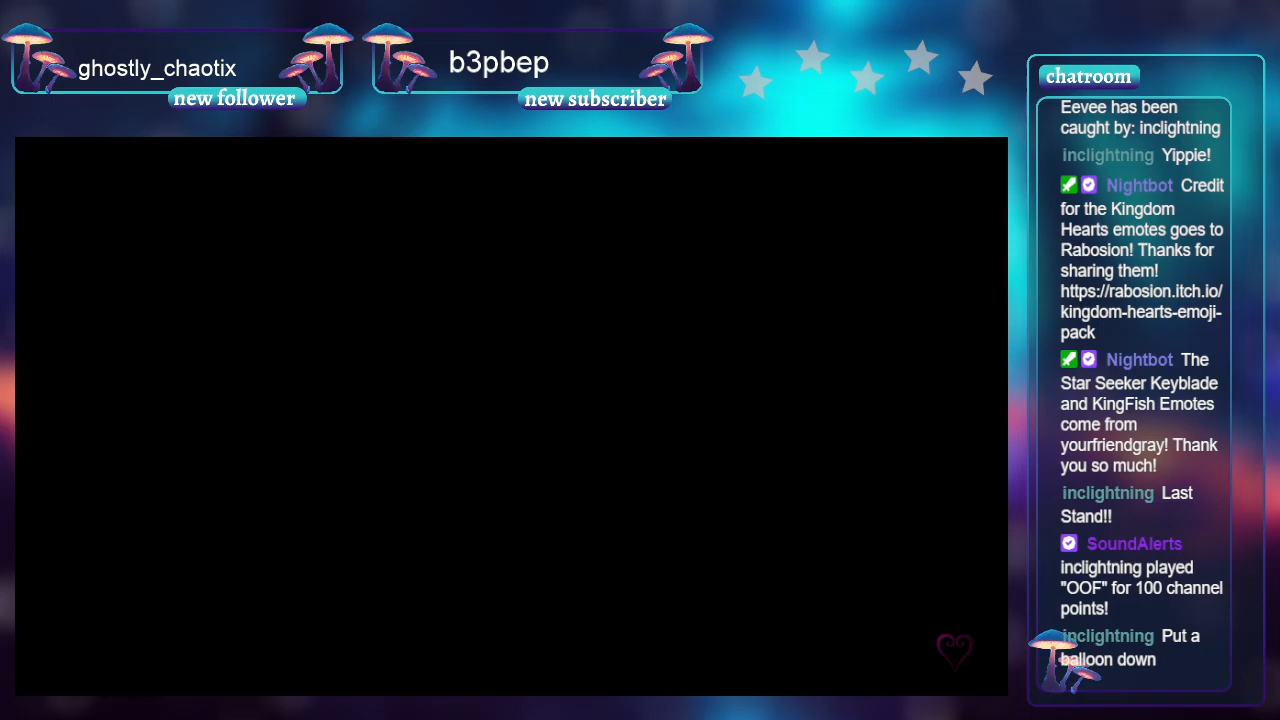 ghostly_chaotix
new follower
b3pbep
new subscriber
chatroom
Eevee has been
caught by: inclightning
inclightning Yippie!
Nightbot Credit
for the Kingdom
Hearts emotes goes to
Rabosion! Thanks for
sharing them!
https://rabosion.itch.io/
kingdom-hearts-emoji-
pack
Nightbot The
Star Seeker Keyblade
and KingFish Emotes
come from
yourfriendgray! Thank
you so much!
inclightning Last
Stand!!
SoundAlerts
inclightning played
"OOF" for 100 channel
points!
inclightning Put a
balloon down